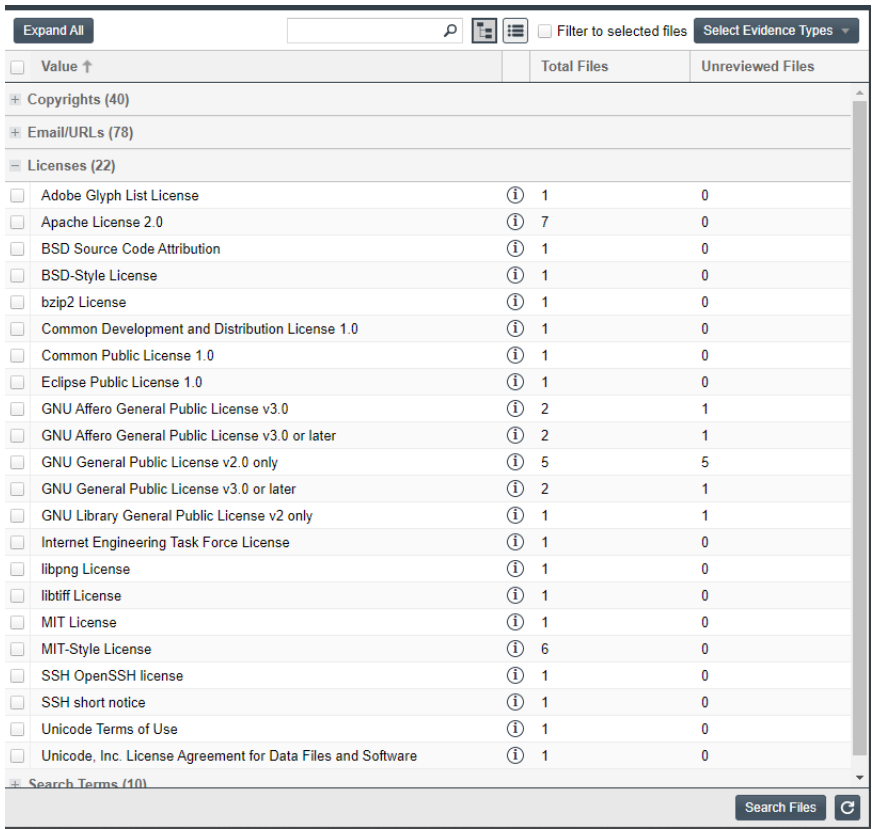 Expand All Filter to selected files Select Evidence Types
Value Total Files Unreviewed Files
Copyrights (40)
Email/URLs (78)
Licenses (22)
Adobe Glyph List License 1 0
Apache License 2.0 7 0
BSD Source Code Attribution 1 0
BSD-Style License 1 0
bzip2 License 1 0
Common Development and Distribution License 1.0 1 0
Common Public License 1.0 1 0
Eclipse Public License 1.0 1 0
GNU Affero General Public License v3.0 2 1
GNU Affero General Public License v3.0 or later 2 1
GNU General Public License v2.0 only 5 5
GNU General Public License v3.0 or later 2 1
GNU Library General Public License v2 only 1 1
Internet Engineering Task Force License 1 0
libpng License 1 0
libtiff License 1 0
MIT License 1 0
MIT-Style License 6 0
SSH OpenSSH license 1 0
SSH short notice 1 0
Unicode Terms of Use 1 0
Unicode, Inc. License Agreement for Data Files and Software 1 0
Search Terms (10)
Search Files